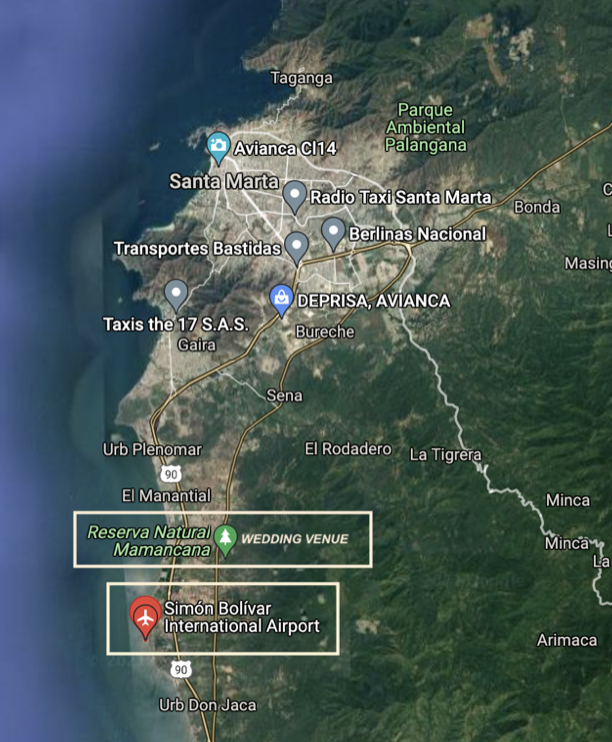 Taganga
Parque
Ambiental
Palangana
Avianca Cl14
Santa Marta
Radio Taxi Santa Marta
Bonda
Transportes Bastidas
Berlinas Nacional
Masing
DEPRISA, AVIANCA
Taxis the 17 S.A.S.
Bureche
Gaira
Sena
Urb Plenomar
El Rodadero
La Tigrera
90
El Manantial
Minca
Reserva Natural
Mamancana
WEDDING VENUE
Minca
La
Simón Bolívar
International Airport
Arimaca
90
Urb Don Jaca